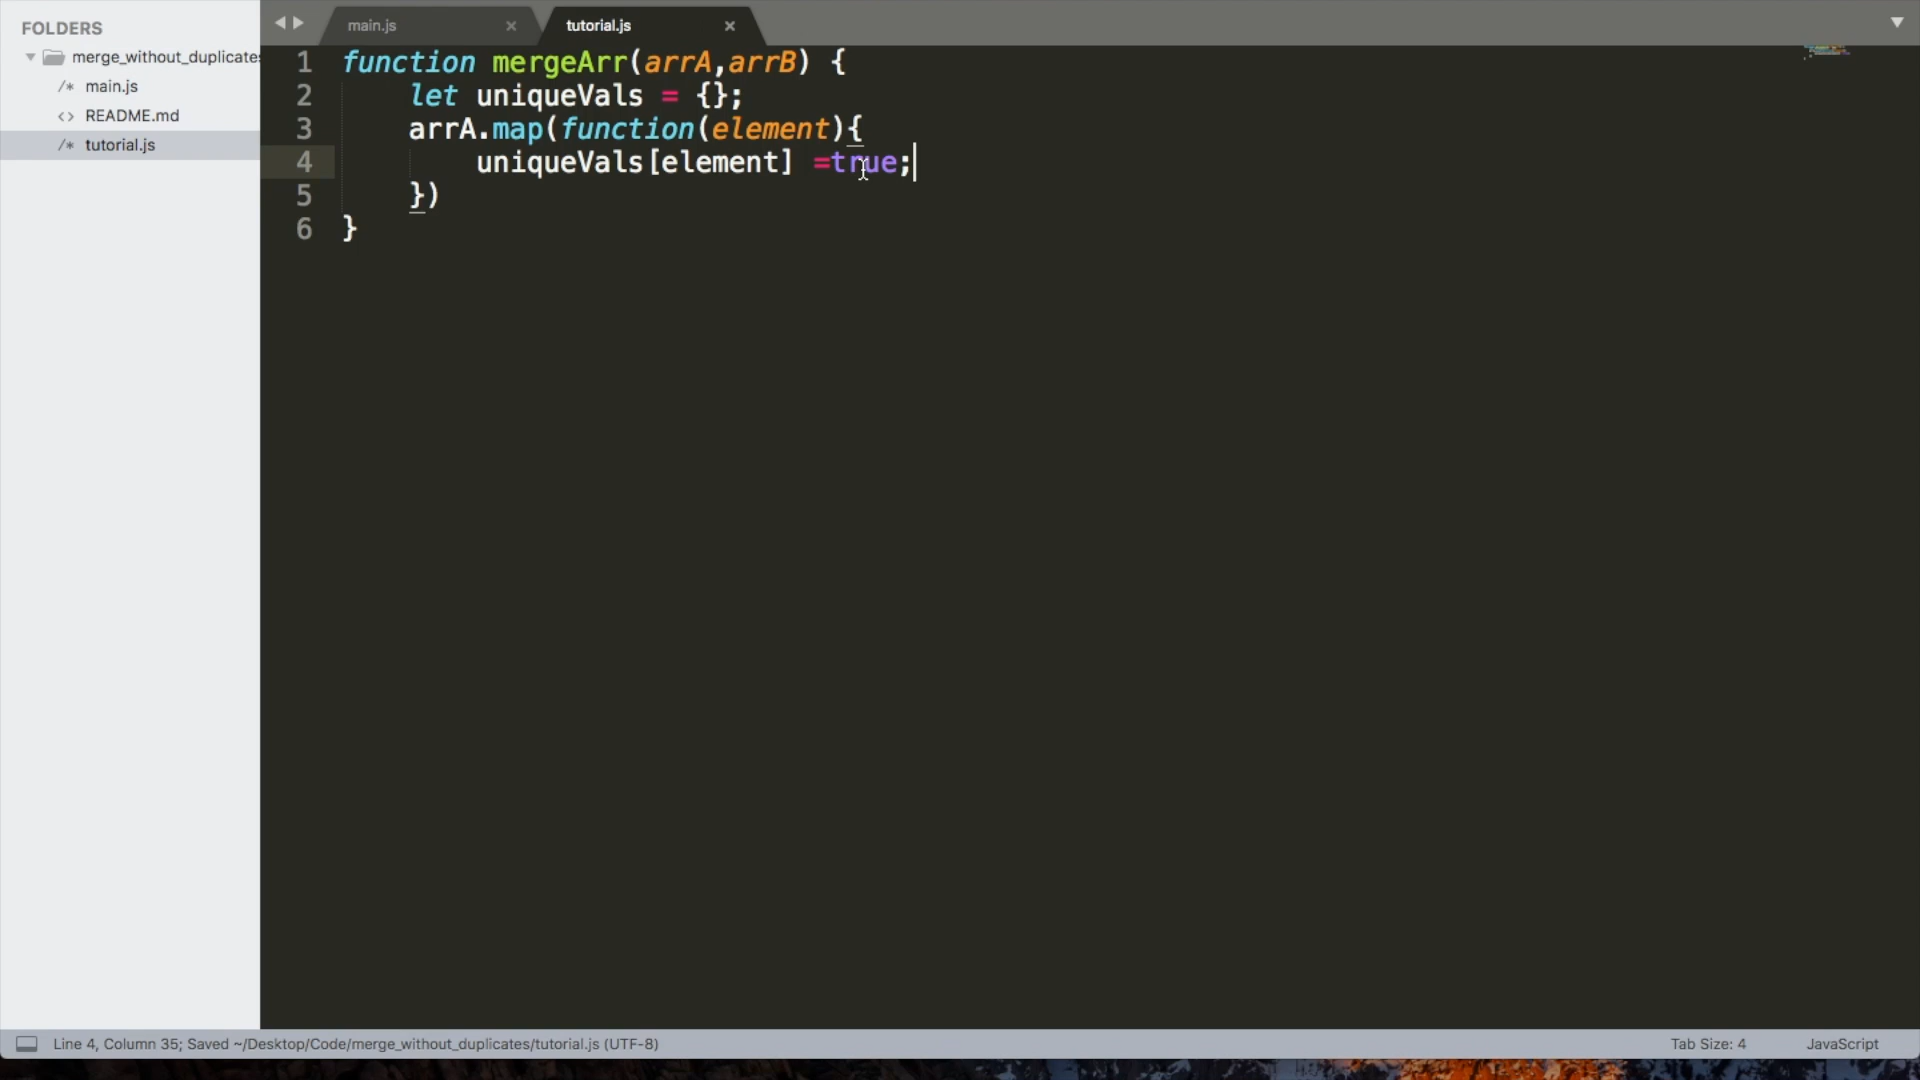 FOLDERS
merge_without_duplicates
/* main.js
<> README.md
/* tutorial.js
main.js ×
tutorial.js ×
1 function mergeArr(arrA,arrB) {
2 let uniqueVals = {};
3 arrA.map(function(element){
4 uniqueVals[element] =true;
5 })
6 }
Line 4, Column 35; Saved ~/Desktop/Code/merge_without_duplicates/tutorial.js (UTF-8)
Tab Size: 4
JavaScript